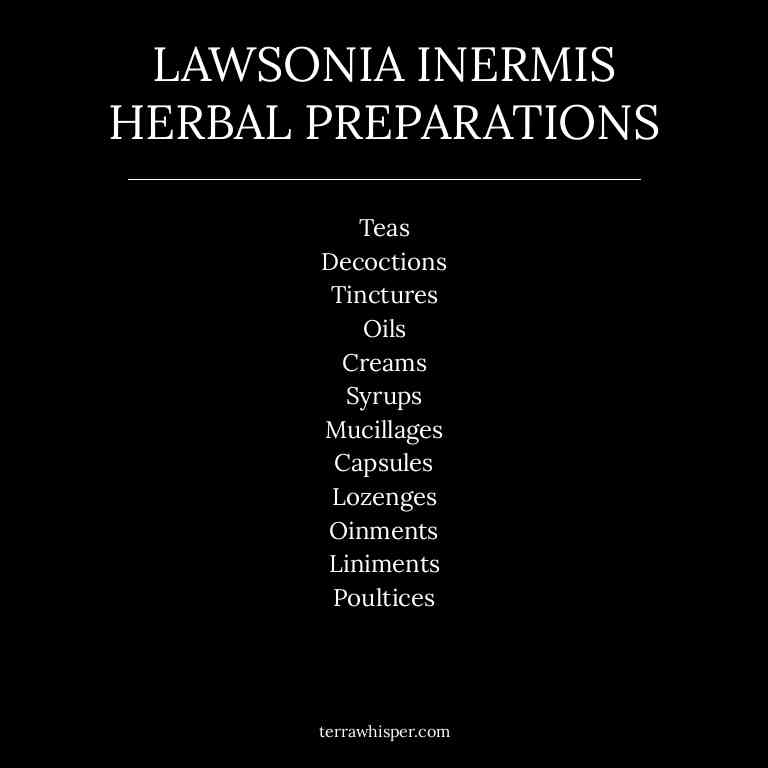 LAWSONIA INERMIS
HERBAL PREPARATIONS
Teas
Decoctions
Tinctures
Oils
Creams
Syrups
Mucillages
Capsules
Lozenges
Oinments
Liniments
Poultices
terrawhisper.com